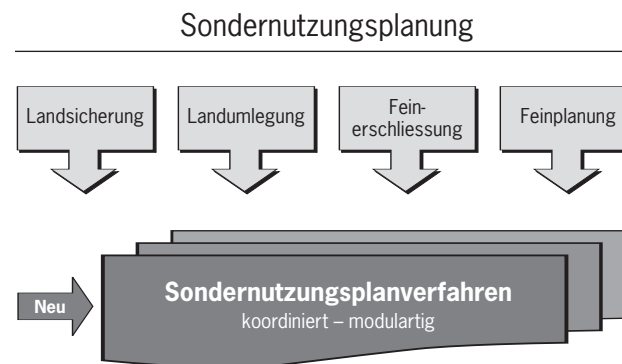 Sondernutzungsplanung
Landsicherung
Landumlegung
Fein-
erschliessung
Feinplanung
Neu
Sondernutzungsplanverfahren
koordiniert – modulartig